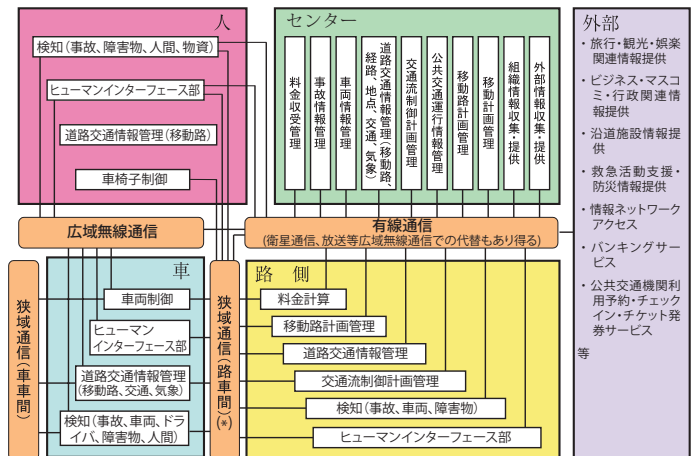 人
検知（事故、障害物、人間、物資）
ヒューマンインターフェース部
道路交通情報管理（移動路）
車椅子制御
センター
料金収受管理
事故情報管理
車両情報管理
道路交通情報管理（移動路、
経路、地点、交通、気象）
交通流制御計画管理
公共交通運行情報管理
移動路計画管理
移動計画管理
組織情報収集・提供
外部情報収集・提供
外部
・旅行・観光・娯楽
関連情報提供
・ビジネス・マスコ
ミ・行政関連情
報提供
・沿道施設情報提
供
・救急活動支援・
防災情報提供
・情報ネットワーク
アクセス
・バンキングサー
ビス
・公共交通機関利
用予約・チェック
イン・チケット発
券サービス
等
広域無線通信
有線通信
（衛星通信、放送等広域無線通信での代替もあり得る）
狭域通信（車車間）
車
車両制御
ヒューマン
インターフェース部
道路交通情報管理
（移動路、交通、気象）
検知（事故、車両、ドラ
イバ、障害物、人間）
狭域通信（路車間）(*)
路 側
料金計算
移動路計画管理
道路交通情報管理
交通流制御計画管理
検知（事故、車両、障害物）
ヒューマンインターフェース部